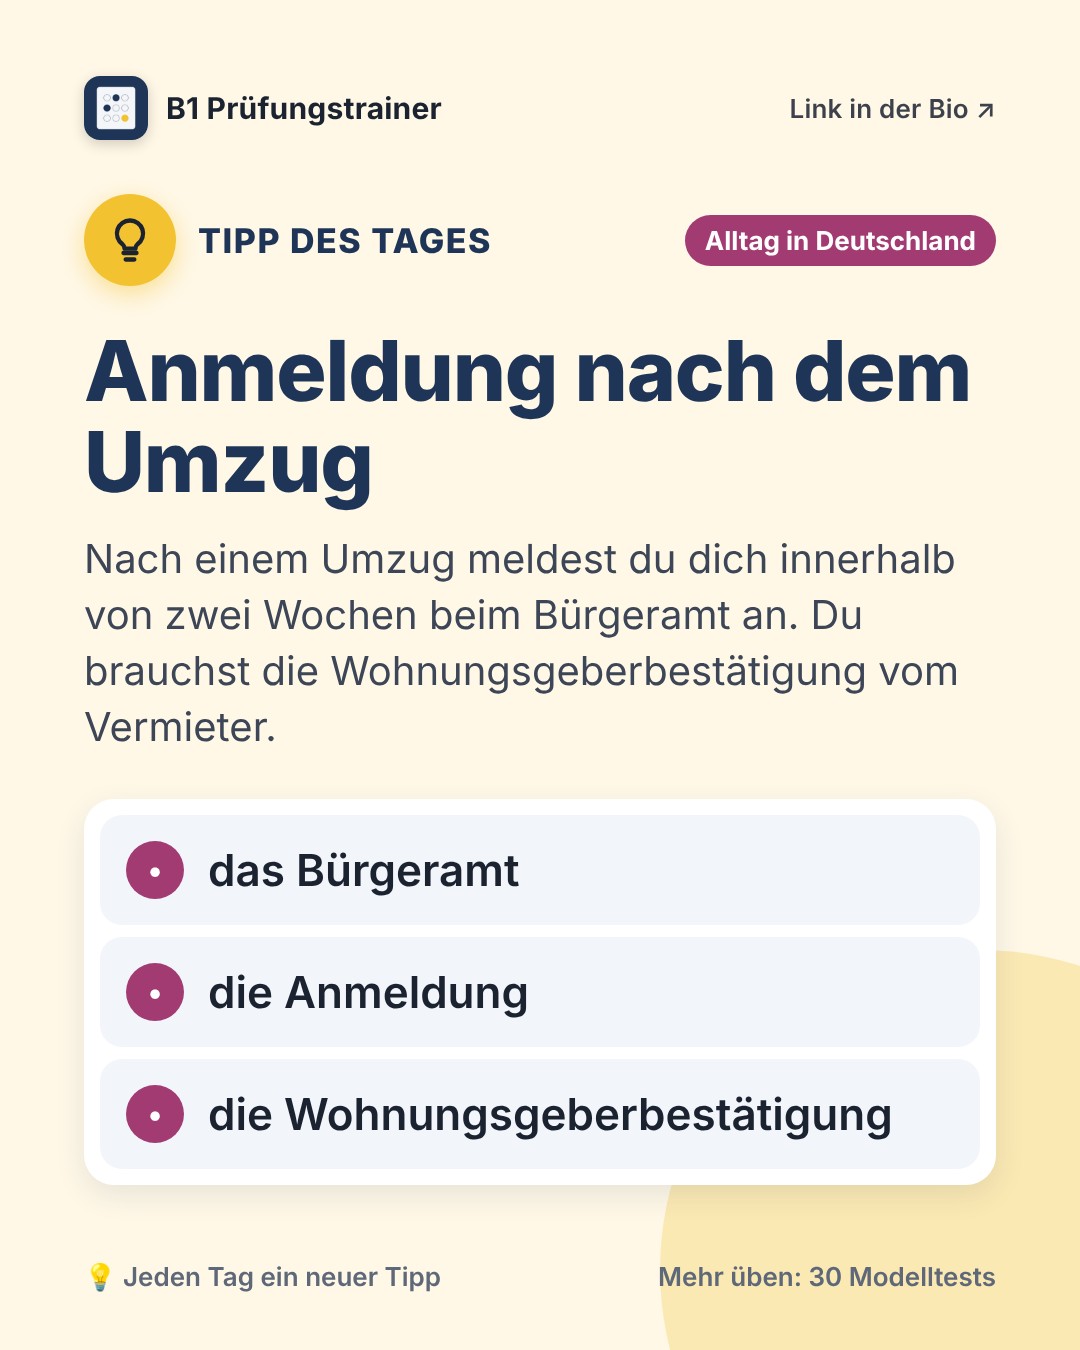 B1 Prüfungstrainer
Link in der Bio ↗
TIPP DES TAGES
Alltag in Deutschland
Anmeldung nach dem
Umzug
Nach einem Umzug meldest du dich innerhalb
von zwei Wochen beim Bürgeramt an. Du
brauchst die Wohnungsgeberbestätigung vom
Vermieter.
• das Bürgeramt
• die Anmeldung
• die Wohnungsgeberbestätigung
💡 Jeden Tag ein neuer Tipp
Mehr üben: 30 Modelltests